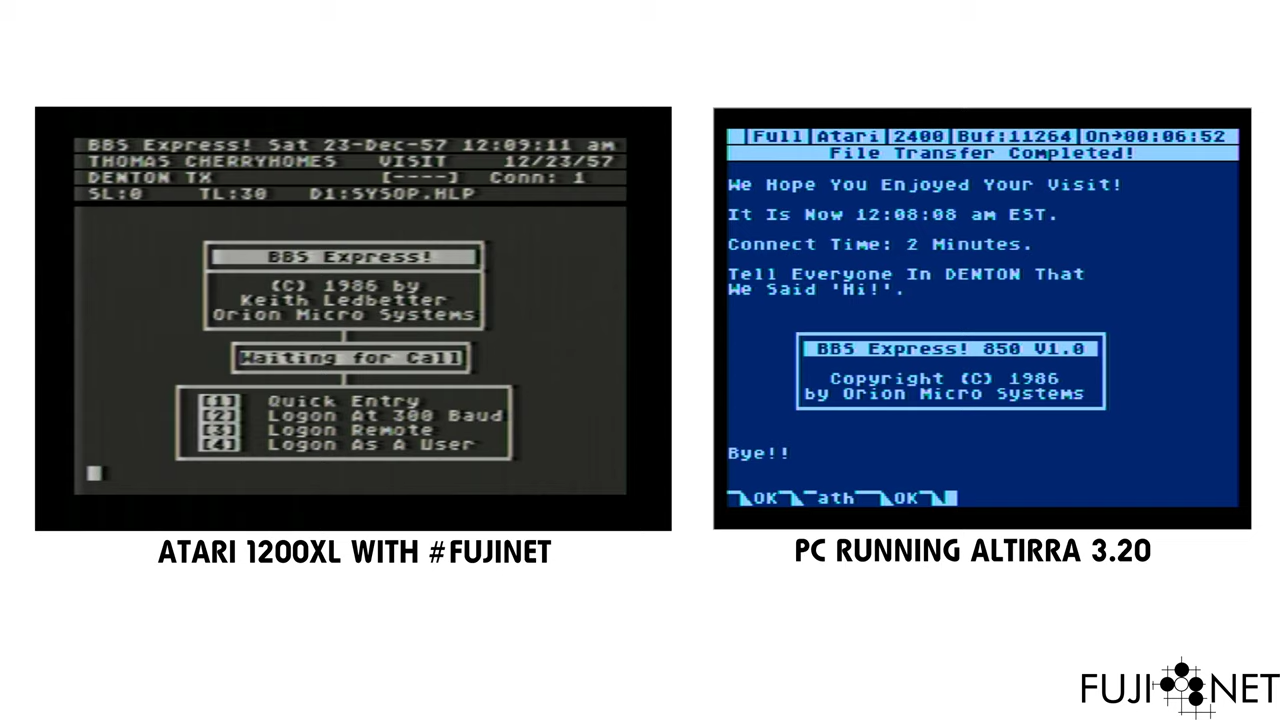 BBS Express! Sat 23-Dec-57 12:09:11 am
THOMAS CHERRYHOMES VISIT 12/23/57
DENTON TX [----] Conn: 1
SL:0 TL:30 D1:SYSOP.HLP
BBS Express!
(C) 1986 by
Keith Ledbetter
Orion Micro Systems
Waiting for Call
[1] Quick Entry
[2] Logon At 300 Baud
[3] Logon Remote
[4] Logon As A User
ATARI 1200XL WITH #FUJINET
|Full|Atari|2400|Buf:11264|On→00:06:52
File Transfer Completed!
We Hope You Enjoyed Your Visit!
It Is Now 12:08:08 am EST.
Connect Time: 2 Minutes.
Tell Everyone In DENTON That
We Said 'Hi!'.
BBS Express! 850 V1.0
Copyright (C) 1986
by Orion Micro Systems
Bye!!
OK ath OK
PC RUNNING ALTIRRA 3.20
FUJINET